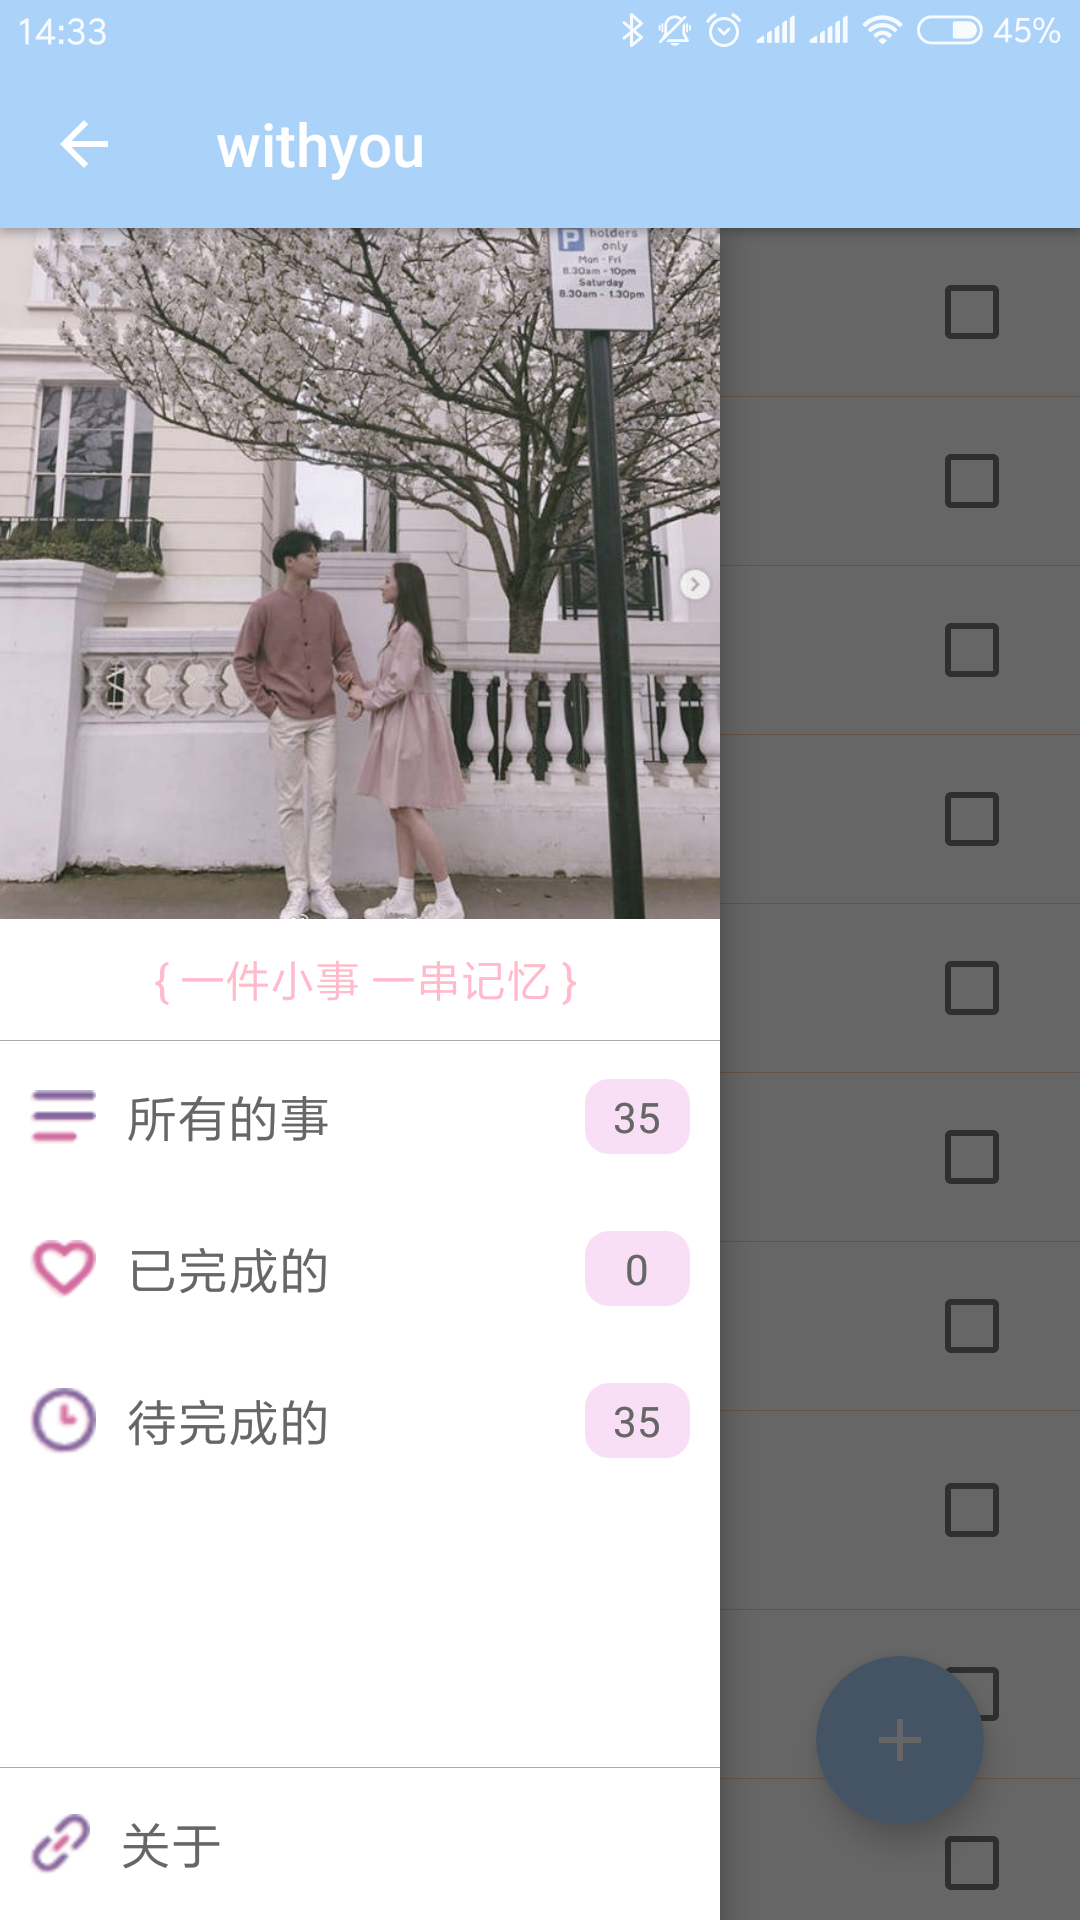 14:33
45%
withyou
P holders only
Mon - Fri
8.30am - 10pm
Saturday
8.30am - 1.30pm
{ 一件小事 一串记忆 }
所有的事 35
已完成的 0
待完成的 35
关于